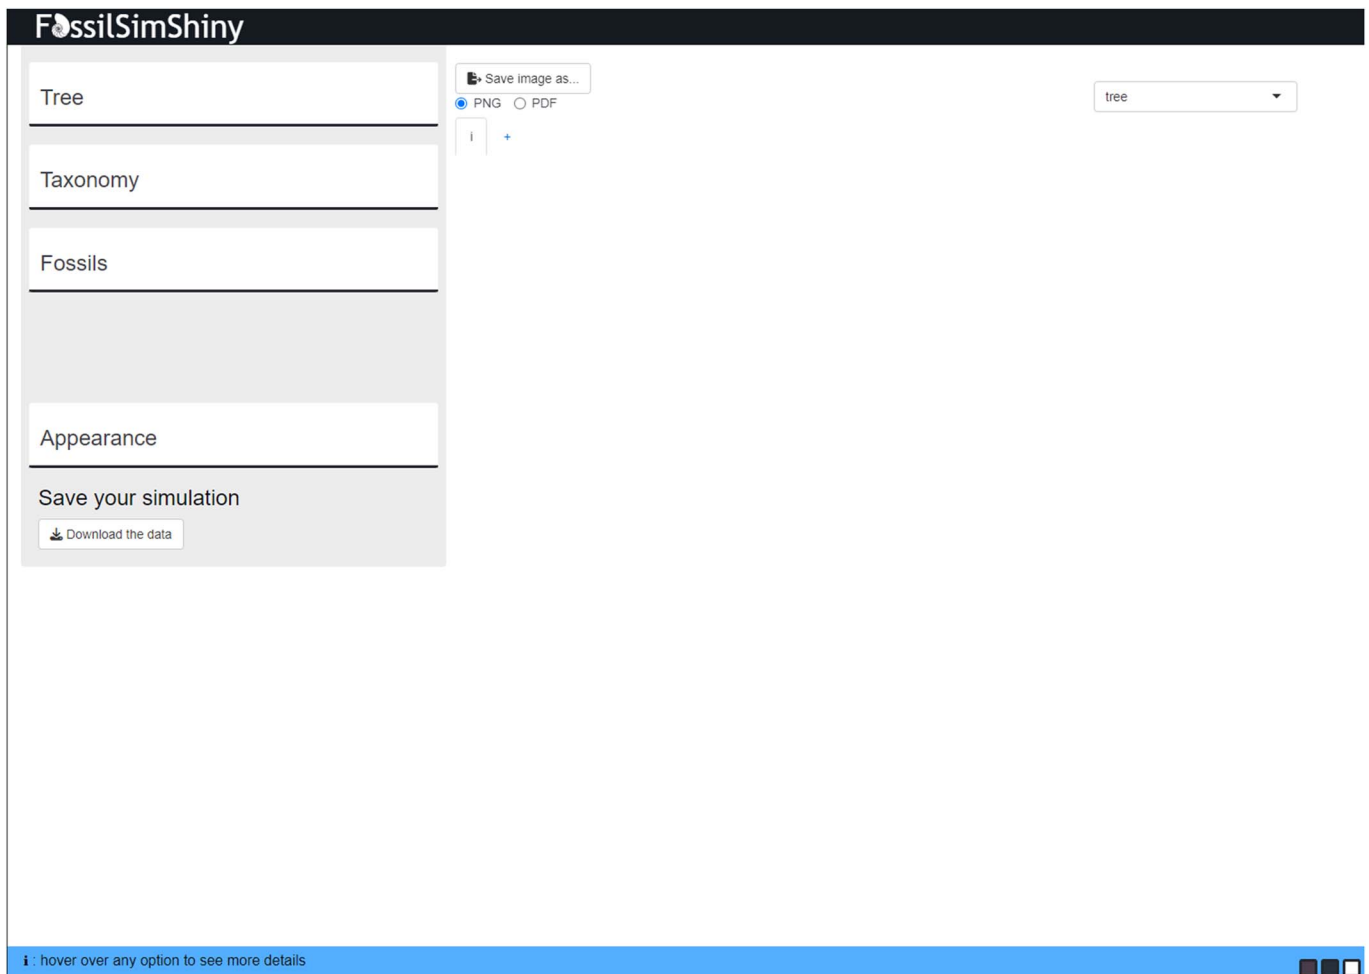 FossilSimShiny
Tree
Taxonomy
Fossils
Appearance
Save your simulation
Download the data
Save image as...
PNG PDF
i +
tree
i : hover over any option to see more details